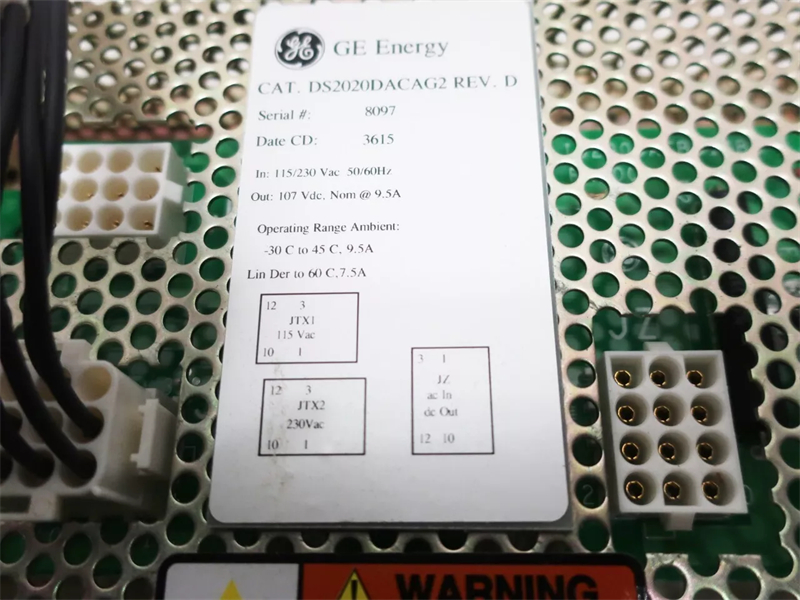 GE GE Energy
CAT. DS2020DACAG2 REV. D
Serial #: 8097
Date CD: 3615
In: 115/230 Vac 50/60Hz
Out: 107 Vdc, Nom @ 9.5A
Operating Range Ambient:
-30 C to 45 C, 9.5A
Lin Der to 60 C,7.5A
12 3
JTX1
115 Vac
10 1
12 3
JTX2
230Vac
10 1
3 1
JZ
ac In
dc Out
12 10
JZ
WARNING